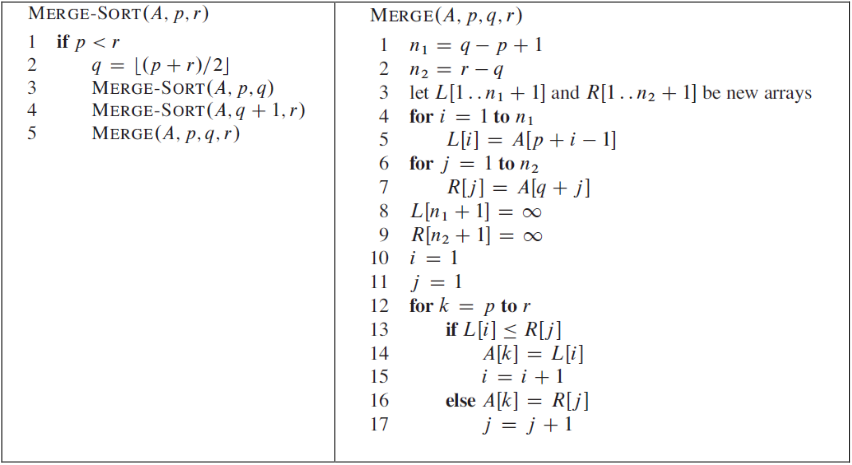 MERGE-SORT(A, p, r)
1 if p < r
2 q = ⌊(p + r)/2⌋
3 MERGE-SORT(A, p, q)
4 MERGE-SORT(A, q + 1, r)
5 MERGE(A, p, q, r)
MERGE(A, p, q, r)
1 n₁ = q − p + 1
2 n₂ = r − q
3 let L[1..n₁ + 1] and R[1..n₂ + 1] be new arrays
4 for i = 1 to n₁
5 L[i] = A[p + i − 1]
6 for j = 1 to n₂
7 R[j] = A[q + j]
8 L[n₁ + 1] = ∞
9 R[n₂ + 1] = ∞
10 i = 1
11 j = 1
12 for k = p to r
13 if L[i] ≤ R[j]
14 A[k] = L[i]
15 i = i + 1
16 else A[k] = R[j]
17 j = j + 1